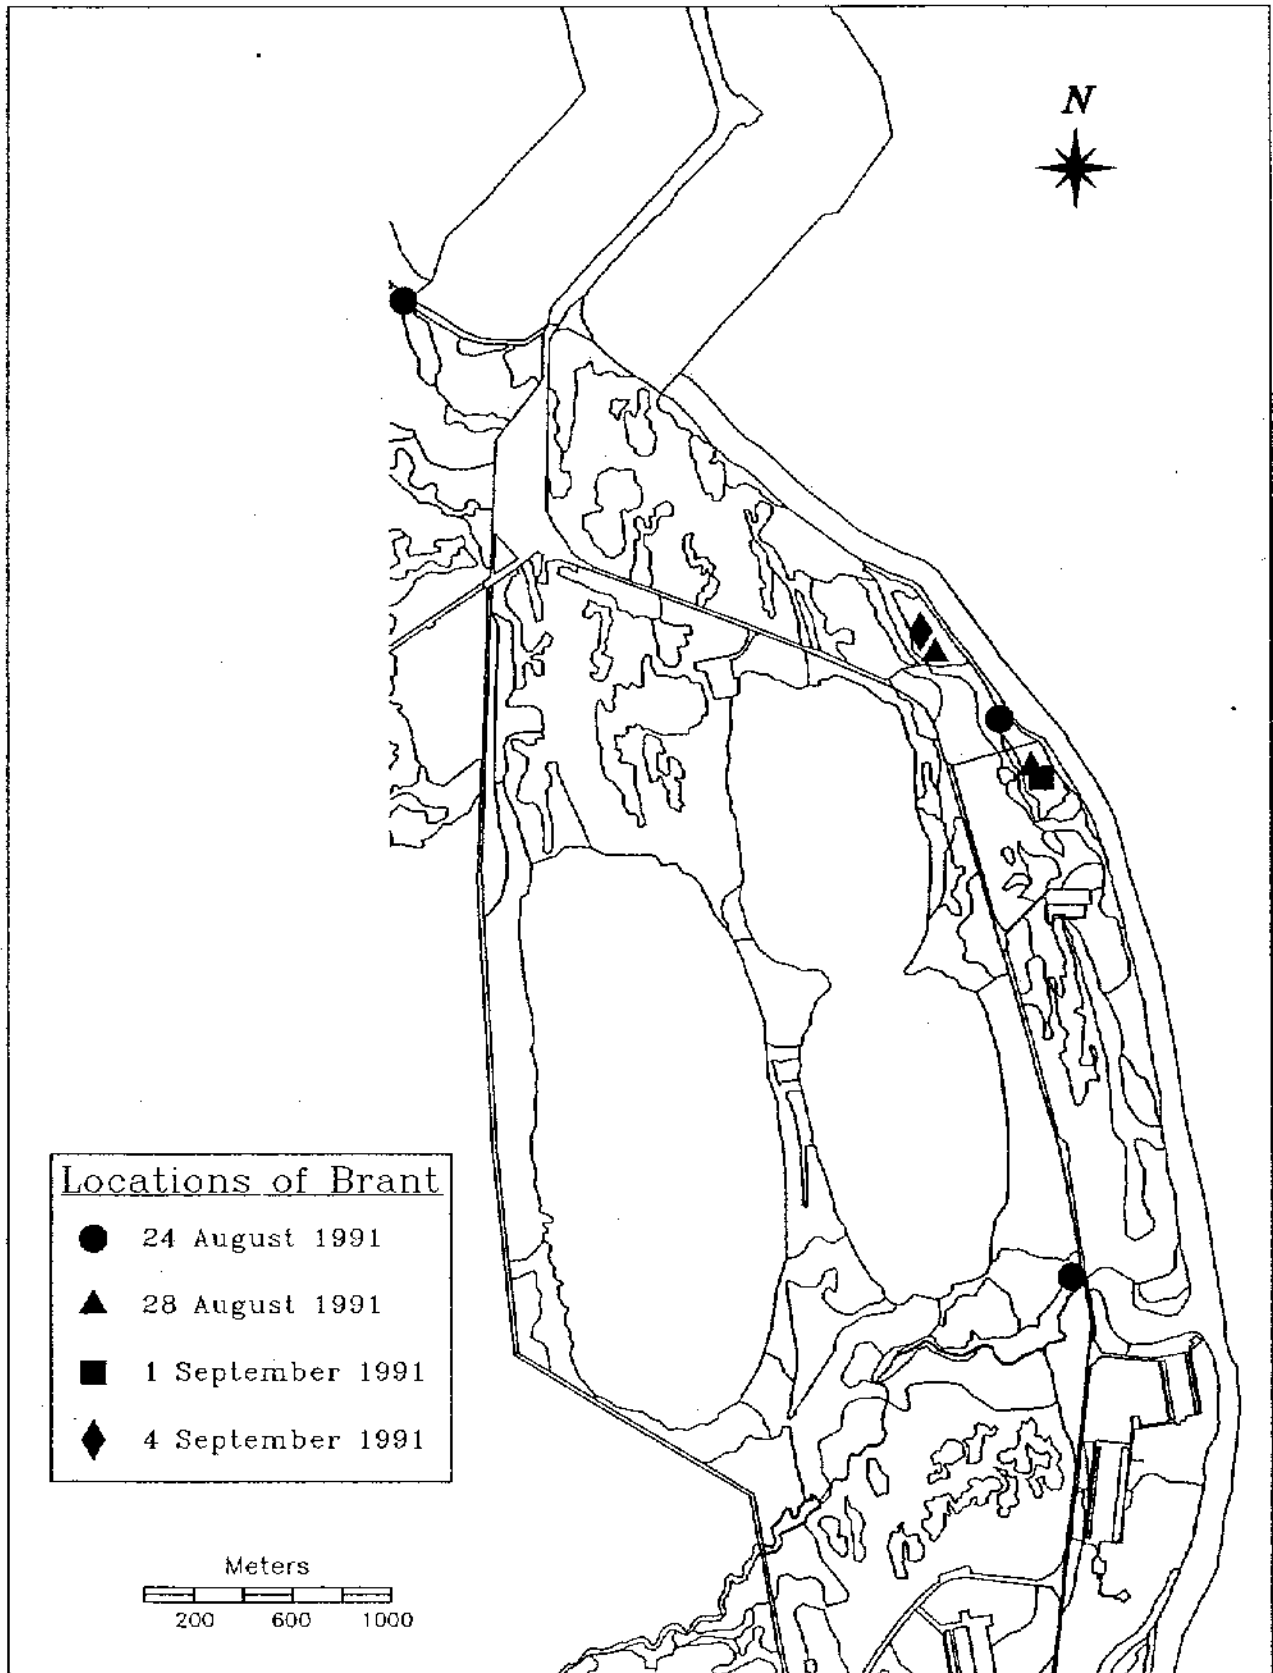 N
Locations of Brant
24 August 1991
28 August 1991
1 September 1991
4 September 1991
Meters
200 600 1000